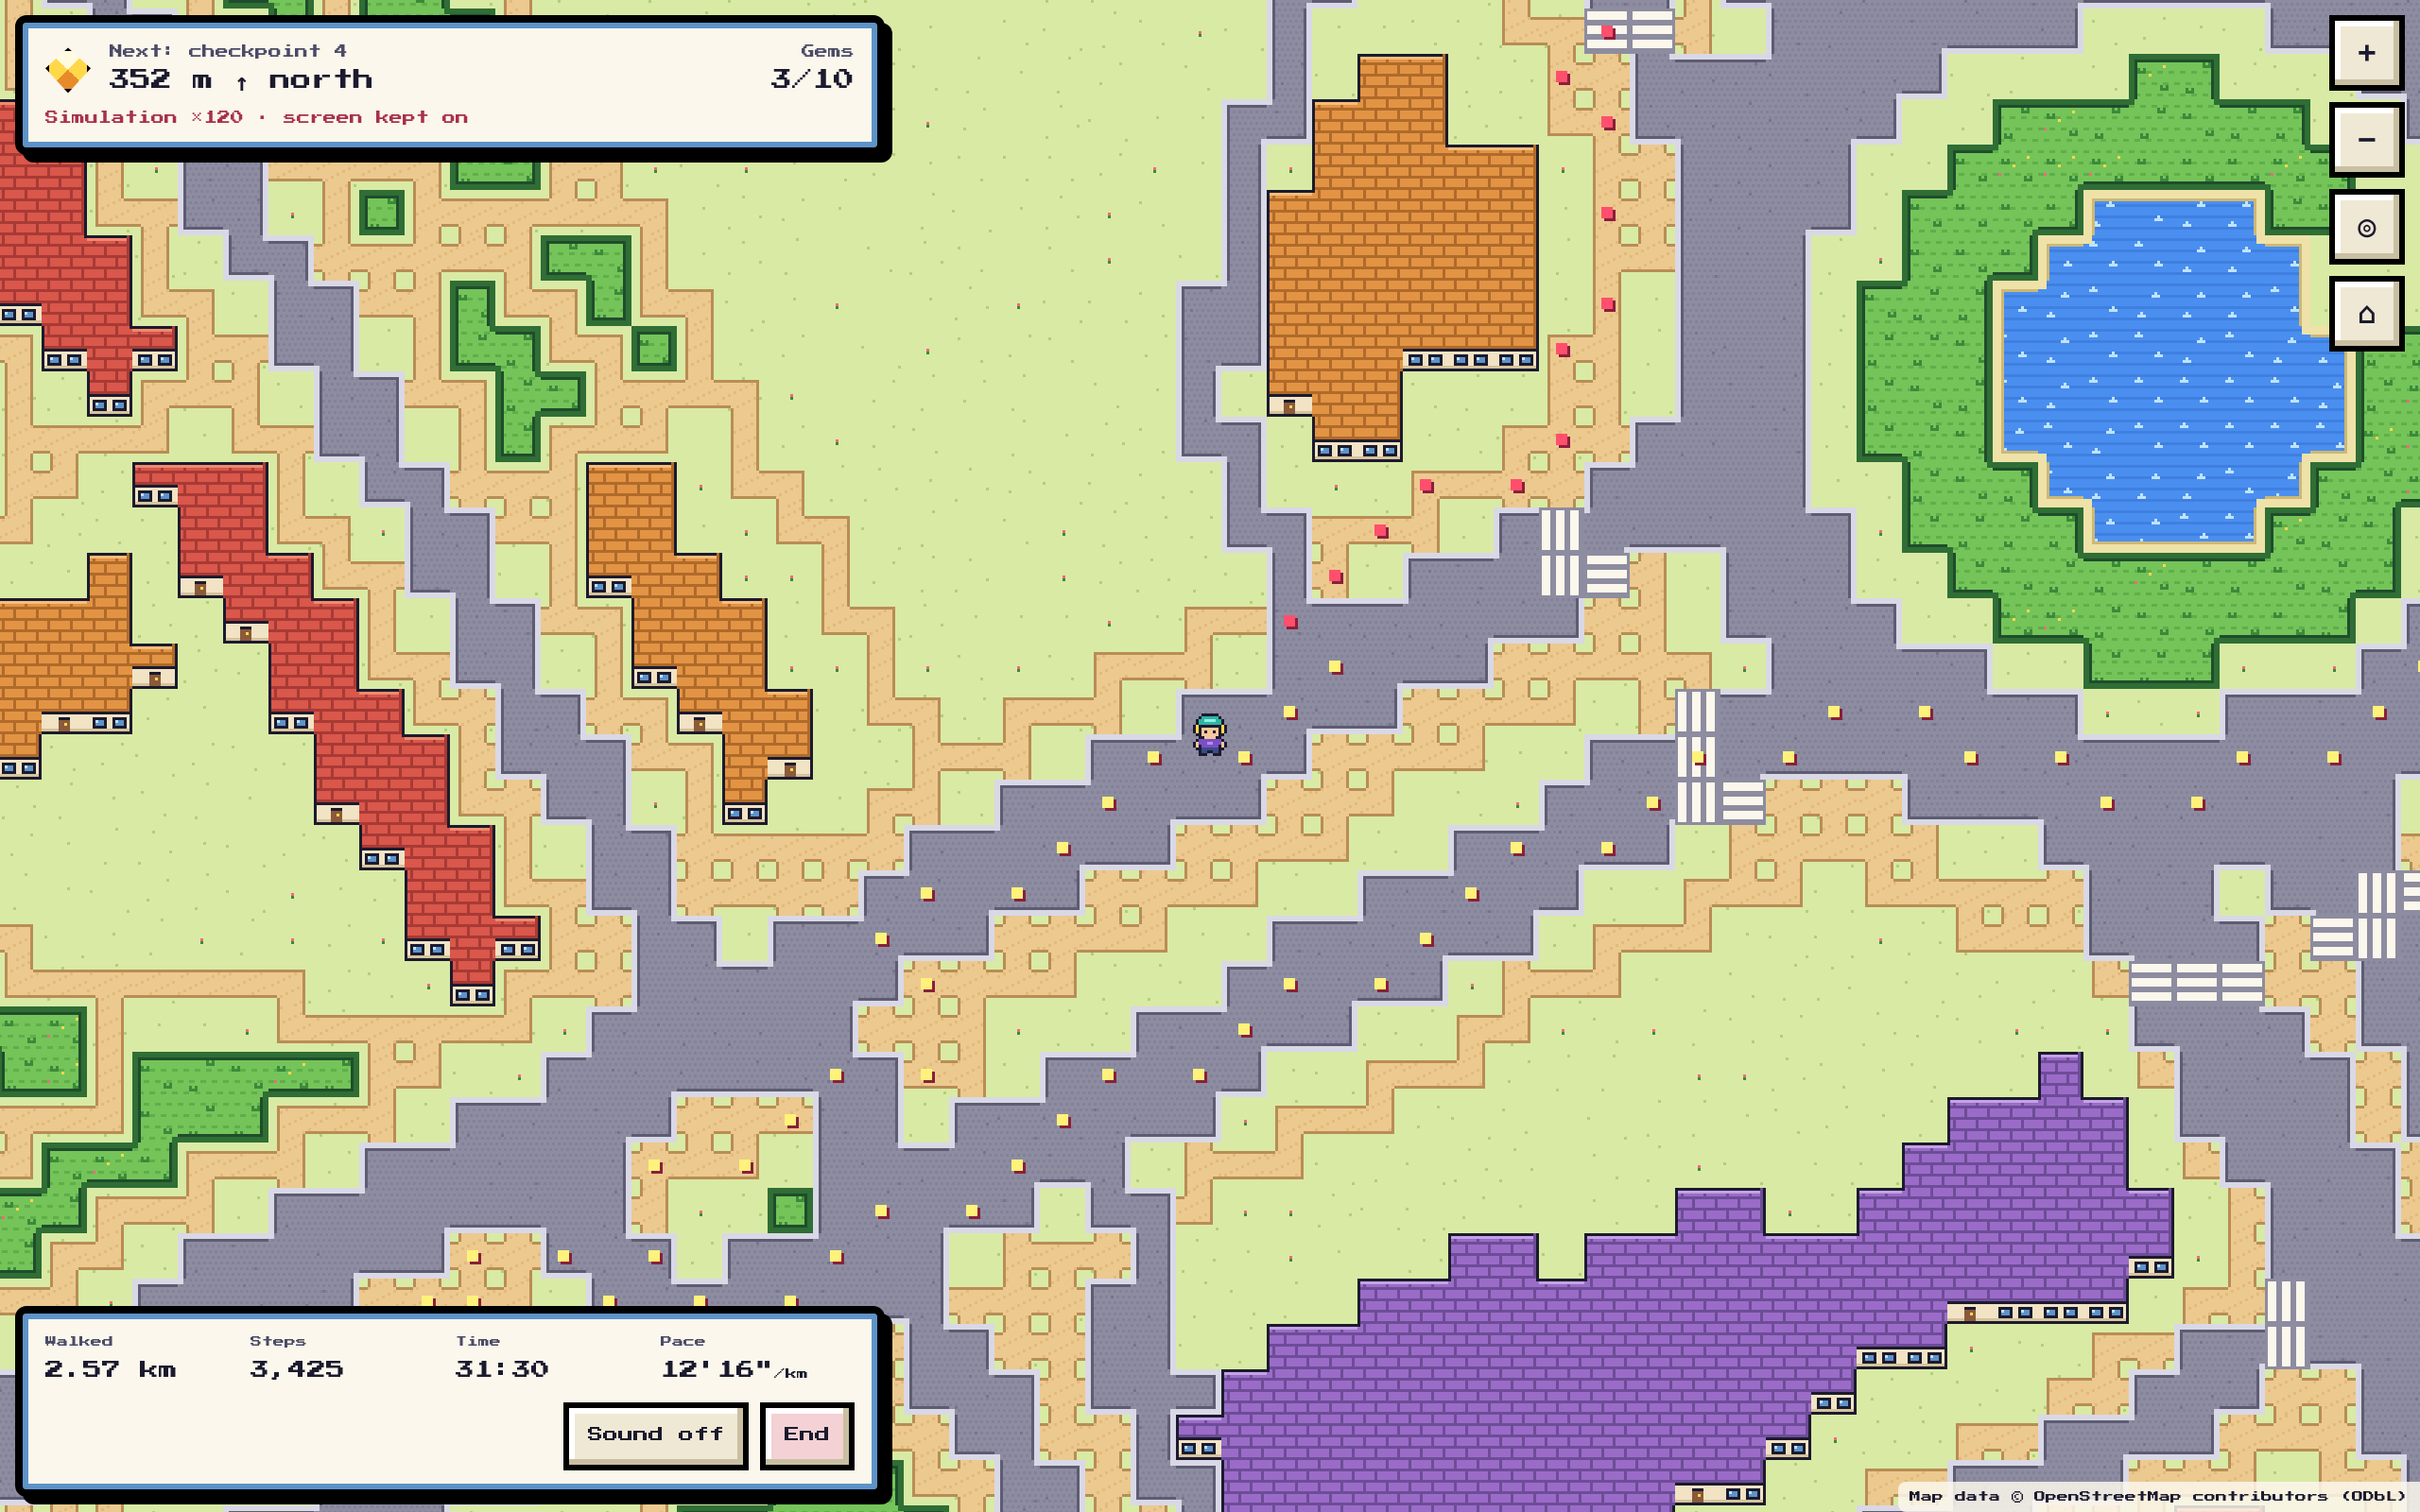 Next: checkpoint 4
352 m ↑ north
Gems
3/10
Simulation ×120 · screen kept on
+
−
◎
⌂
Walked
2.57 km
Steps
3,425
Time
31:30
Pace
12'16"/km
Sound off
End
Map data © OpenStreetMap contributors (ODbL)